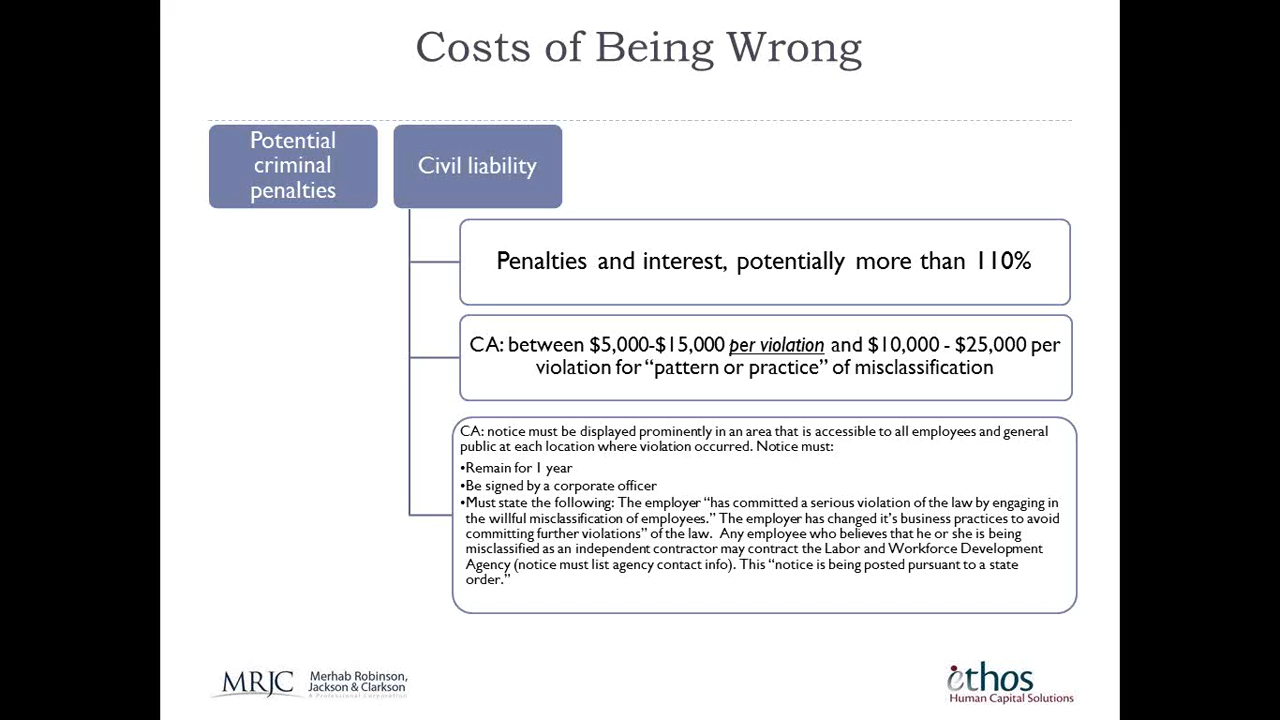 Costs of Being Wrong
Potential
criminal
penalties
Civil liability
Penalties and interest, potentially more than 110%
CA: between $5,000-$15,000 per violation and $10,000 - $25,000 per
violation for “pattern or practice” of misclassification
CA: notice must be displayed prominently in an area that is accessible to all employees and general
public at each location where violation occurred. Notice must:
•Remain for 1 year
•Be signed by a corporate officer
•Must state the following: The employer “has committed a serious violation of the law by engaging in
the willful misclassification of employees.” The employer has changed it’s business practices to avoid
committing further violations” of the law. Any employee who believes that he or she is being
misclassified as an independent contractor may contract the Labor and Workforce Development
Agency (notice must list agency contact info). This “notice is being posted pursuant to a state
order.”
MRJC
Merhab Robinson,
Jackson & Clarkson
A Professional Corporation
ethos
Human Capital Solutions